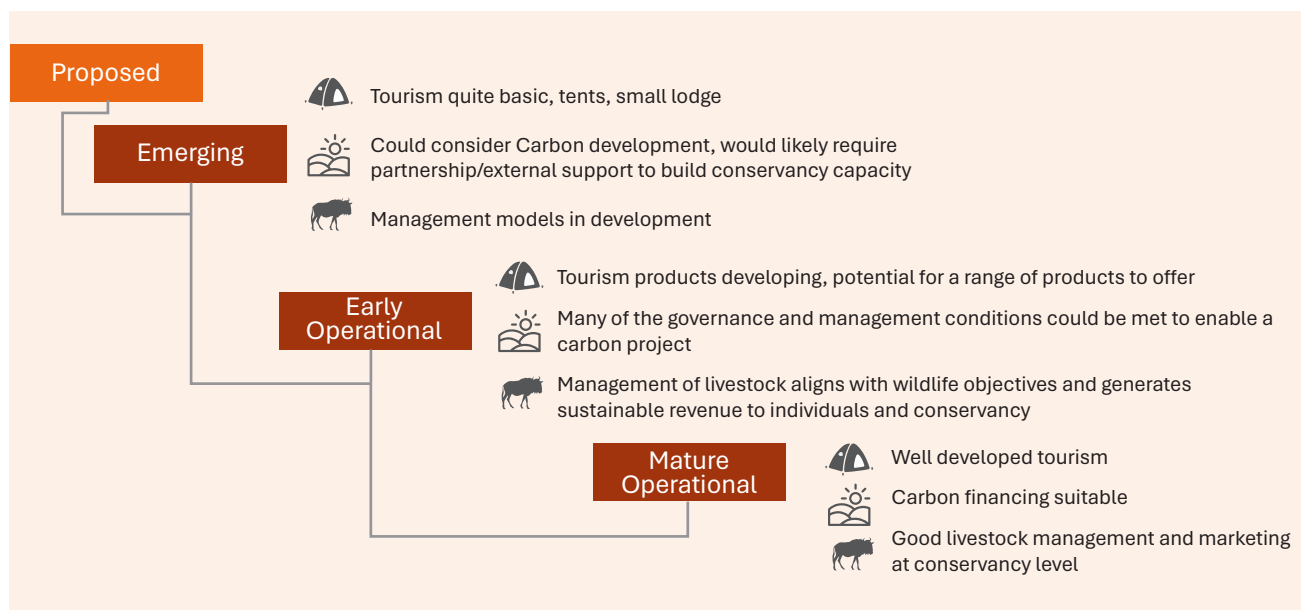 Proposed
Tourism quite basic, tents, small lodge
Emerging
Could consider Carbon development, would likely require
partnership/external support to build conservancy capacity
Management models in development
Tourism products developing, potential for a range of products to offer
Early
Operational
Many of the governance and management conditions could be met to enable a
carbon project
Management of livestock aligns with wildlife objectives and generates
sustainable revenue to individuals and conservancy
Mature
Operational
Well developed tourism
Carbon financing suitable
Good livestock management and marketing
at conservancy level